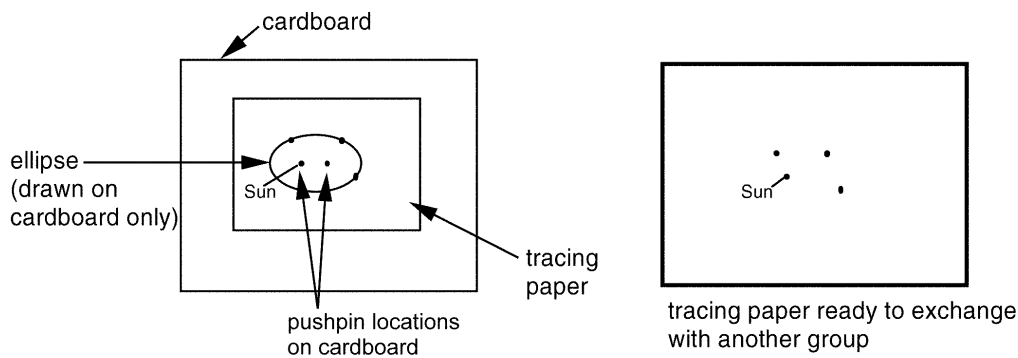 cardboard
ellipse
(drawn on
cardboard only)
Sun
tracing
paper
pushpin locations
on cardboard
Sun
tracing paper ready to exchange
with another group